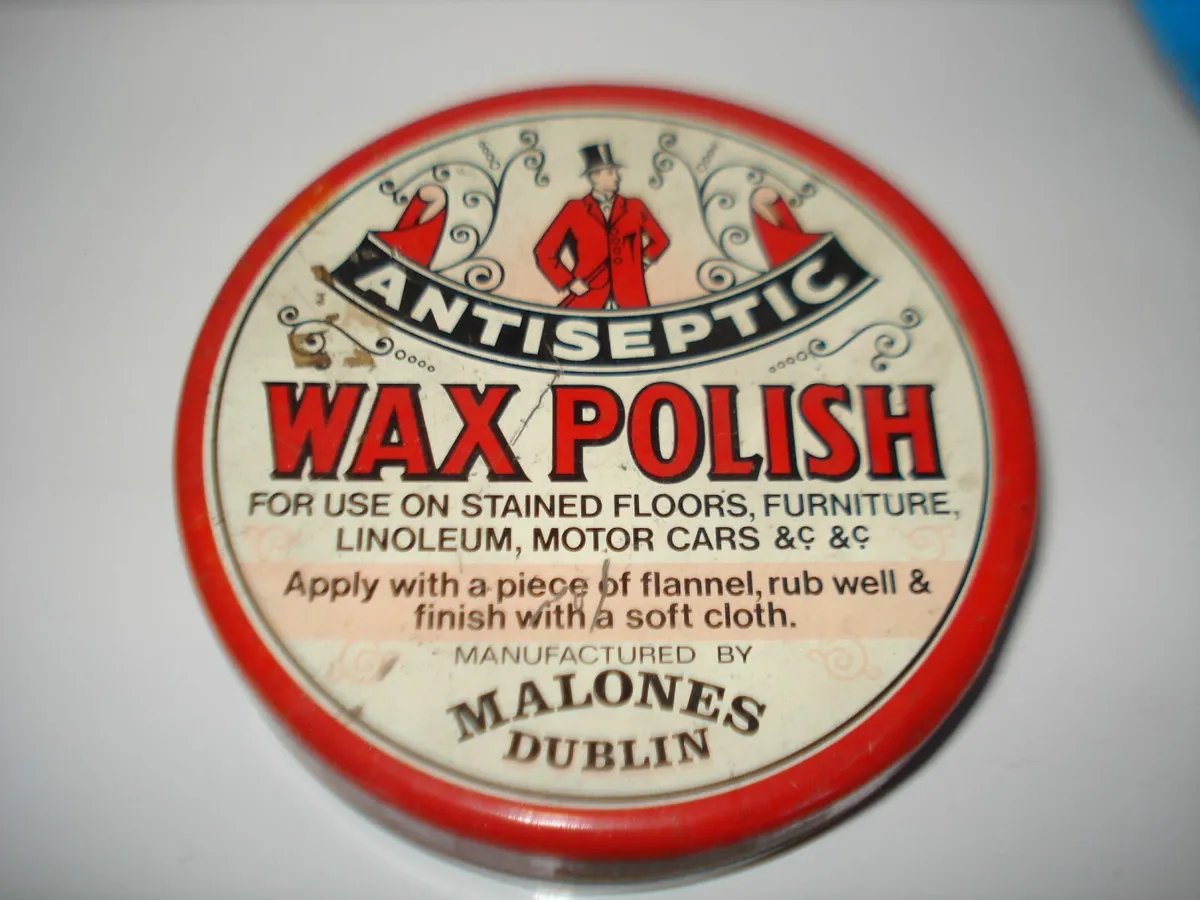 ANTISEPTIC
WAX POLISH
FOR USE ON STAINED FLOORS, FURNITURE,
LINOLEUM, MOTOR CARS &C &C
Apply with a piece of flannel, rub well &
finish with a soft cloth.
MANUFACTURED BY
MALONES
DUBLIN